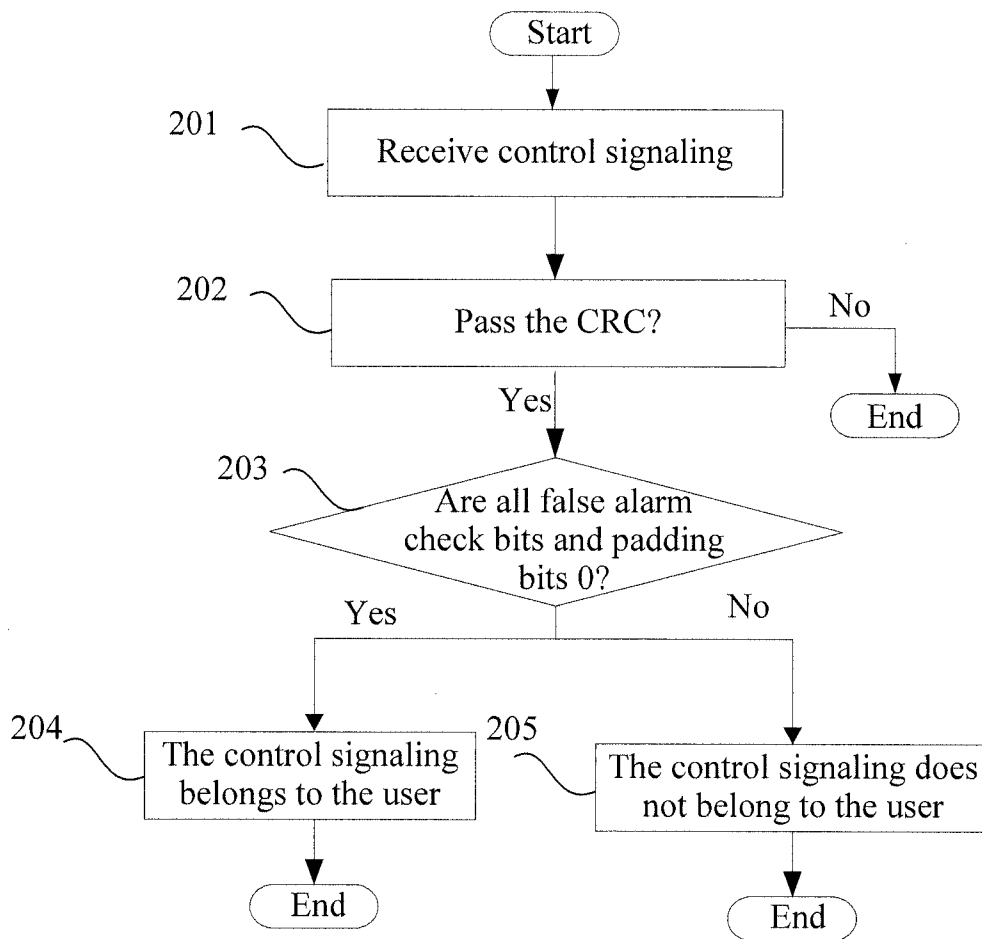 Start
201
Receive control signaling
202
Pass the CRC?
No
Yes
End
203
Are all false alarm
check bits and padding
bits 0?
Yes
No
204
The control signaling
belongs to the user
205
The control signaling does
not belong to the user
End
End